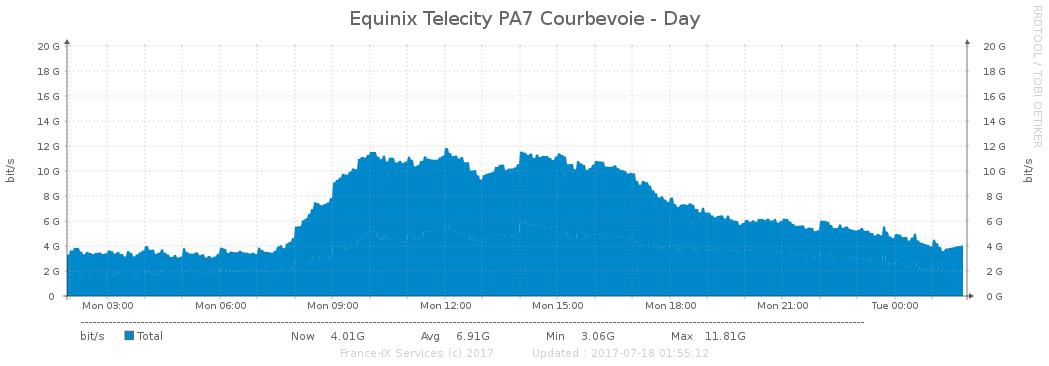 Equinix Telecity PA7 Courbevoie - Day
RRDTOOL / TOBI OETIKER
20 G 20 G
18 G 18 G
16 G 16 G
14 G 14 G
12 G 12 G
10 G 10 G
8 G 8 G
6 G 6 G
4 G 4 G
2 G 2 G
0 0 G
bit/s bit/s
Mon 03:00 Mon 06:00 Mon 09:00 Mon 12:00 Mon 15:00 Mon 18:00 Mon 21:00 Tue 00:00
bit/s Total Now 4.01G Avg 6.91G Min 3.06G Max 11.81G
France-IX Services (c) 2017 Updated : 2017-07-18 01:55:12